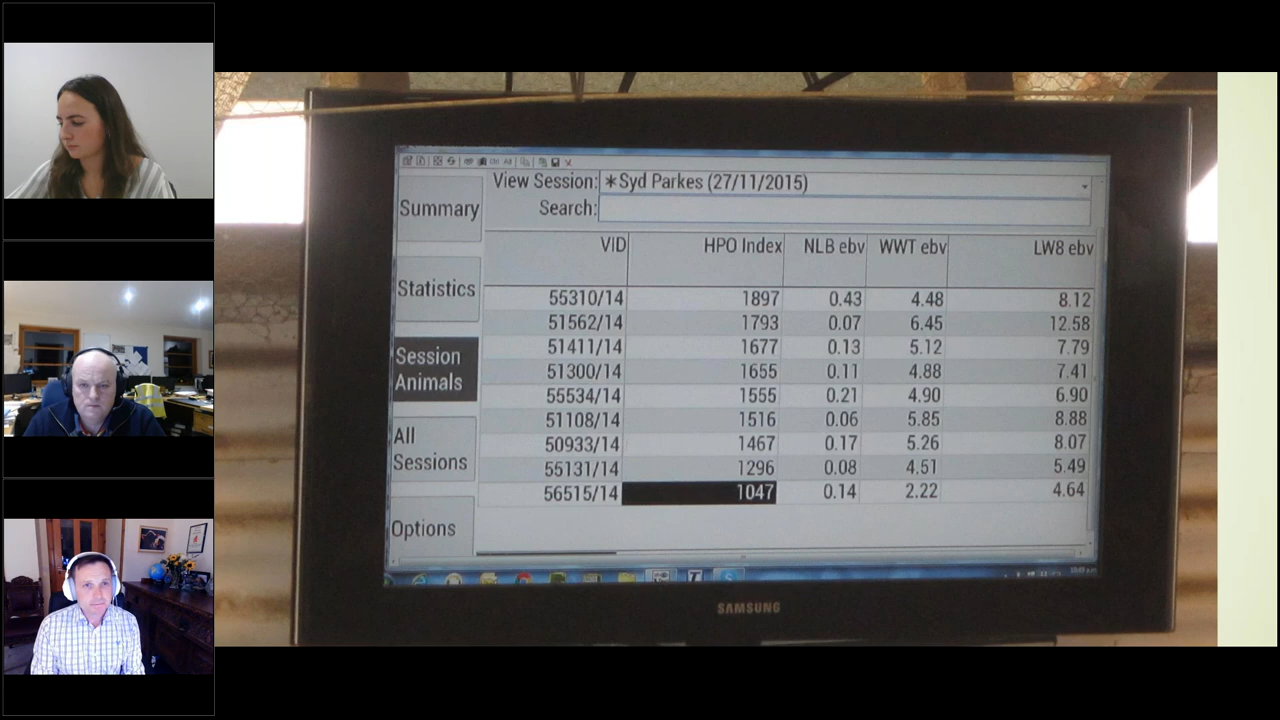 View Session: ✶Syd Parkes (27/11/2015)
Search:
Summary
Statistics
Session
Animals
All
Sessions
Options
VID HPO Index NLB ebv WWT ebv LW8 ebv
55310/14 1897 0.43 4.48 8.12
51562/14 1793 0.07 6.45 12.58
51411/14 1677 0.13 5.12 7.79
51300/14 1655 0.11 4.88 7.41
55534/14 1555 0.21 4.90 6.90
51108/14 1516 0.06 5.85 8.88
50933/14 1467 0.17 5.26 8.07
55131/14 1296 0.08 4.51 5.49
56515/14 1047 0.14 2.22 4.64
SAMSUNG